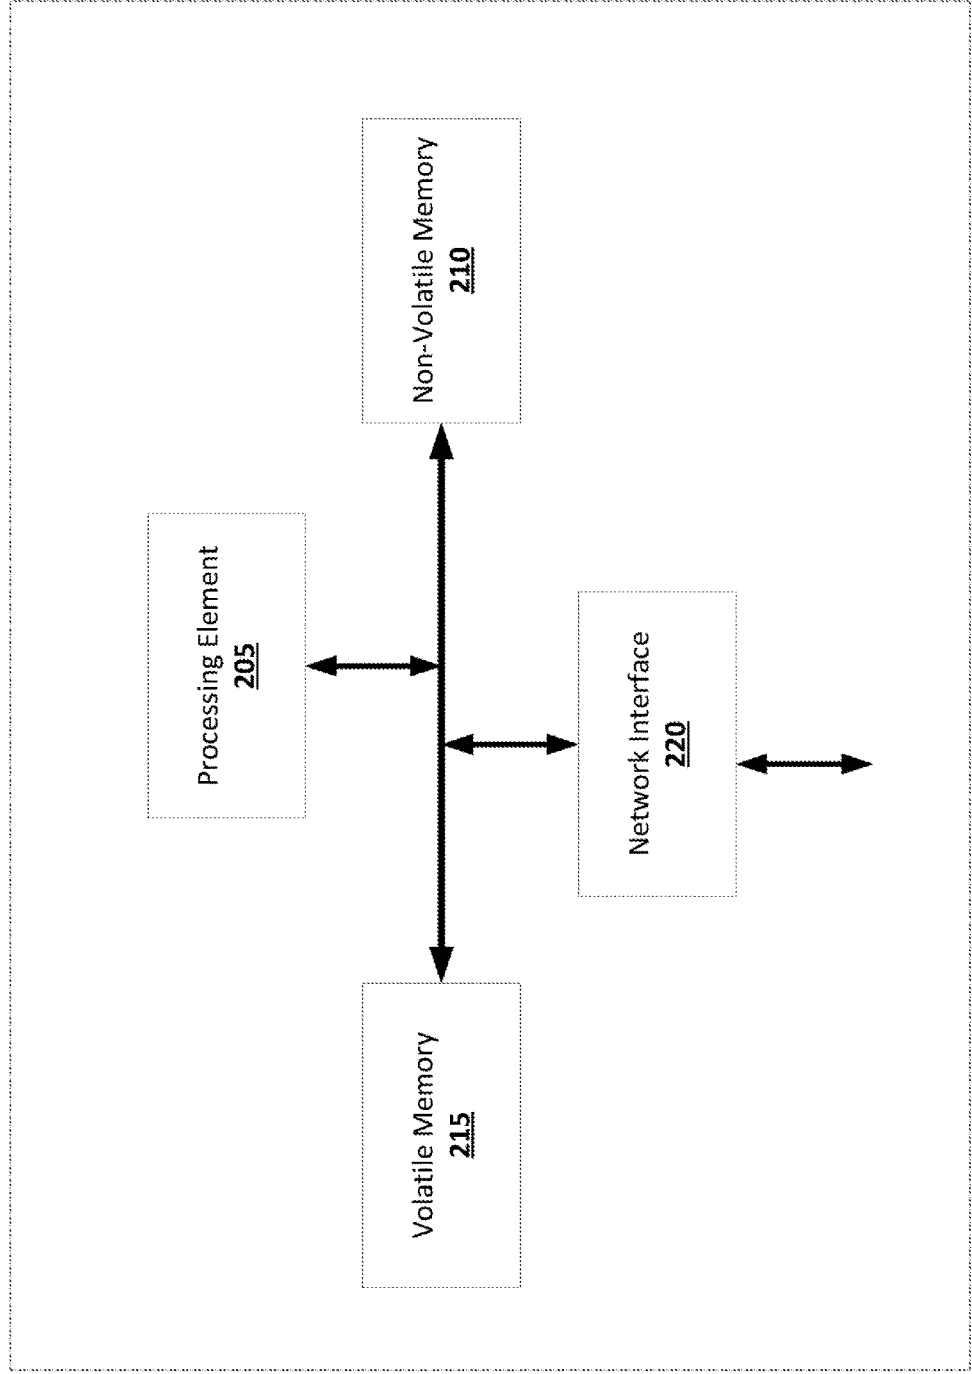 Processing Element
205
Volatile Memory
215
Non-Volatile Memory
210
Network Interface
220